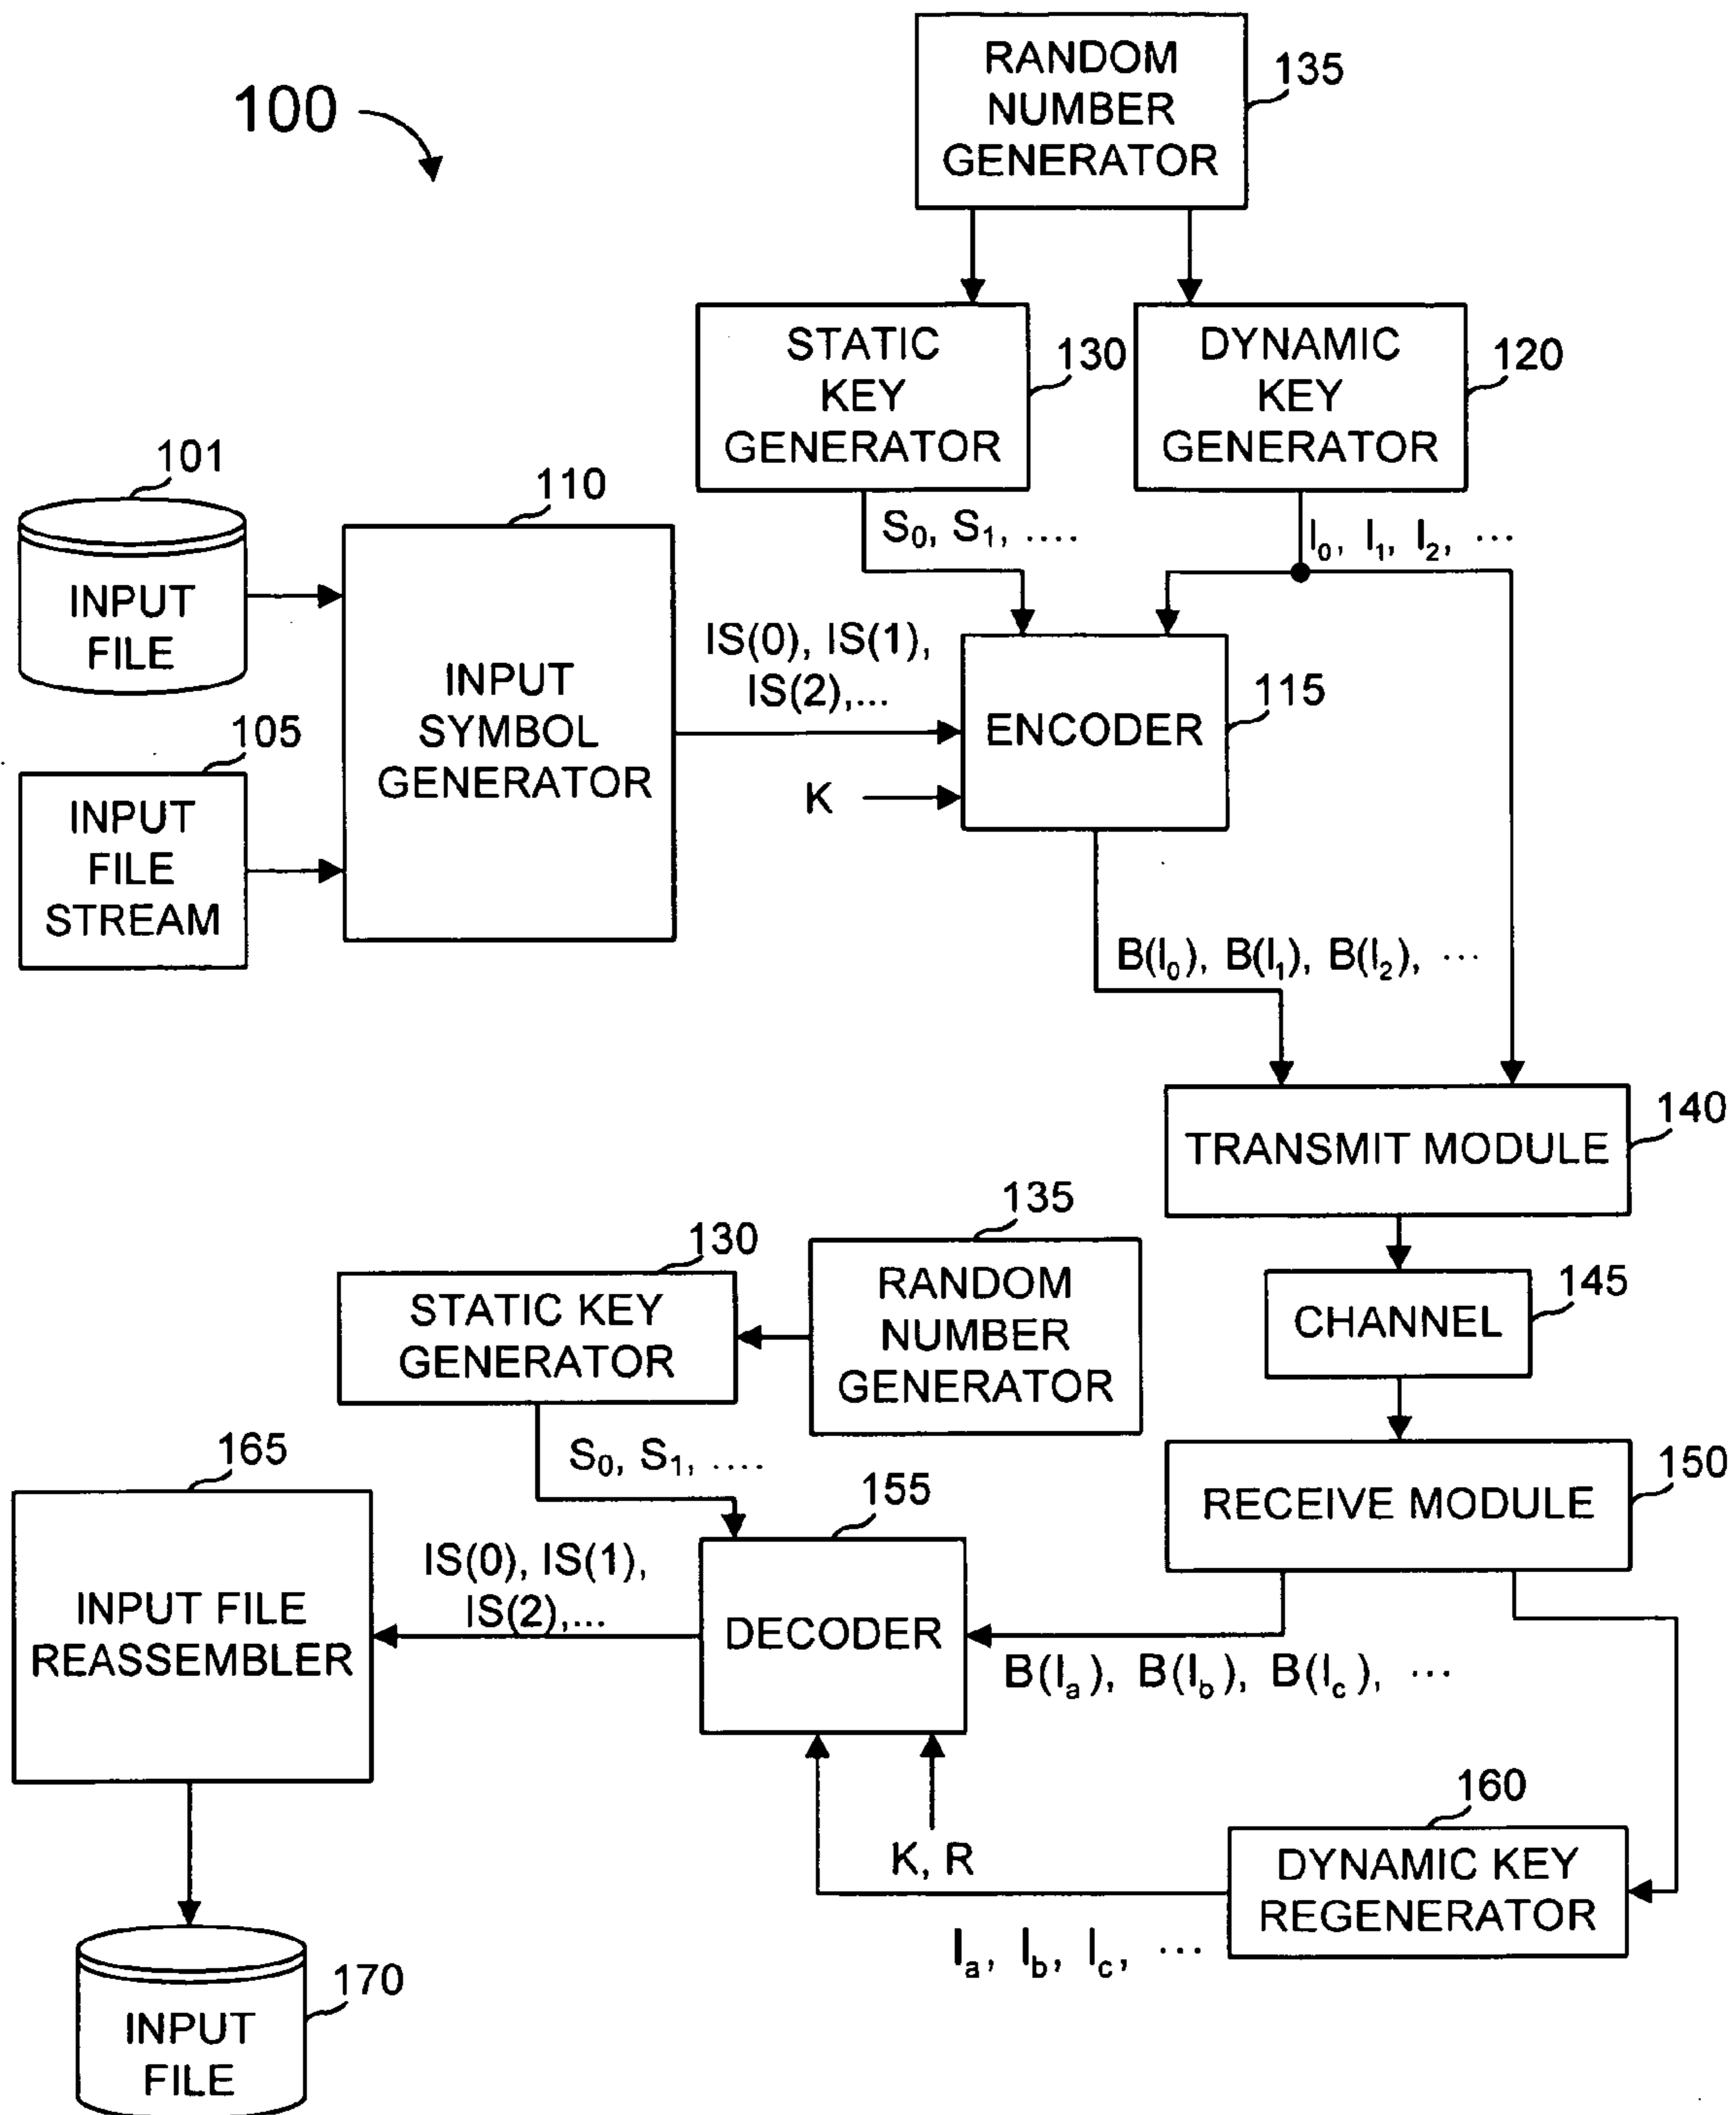 100
RANDOM
NUMBER
GENERATOR
135
STATIC
KEY
GENERATOR
130
DYNAMIC
KEY
GENERATOR
120
S₀, S₁, ....
I₀, I₁, I₂, ...
101
INPUT
FILE
105
INPUT
FILE
STREAM
110
INPUT
SYMBOL
GENERATOR
IS(0), IS(1),
IS(2),...
K
ENCODER
115
B(I₀), B(I₁), B(I₂), ...
TRANSMIT MODULE
140
CHANNEL
145
RECEIVE MODULE
150
135
RANDOM
NUMBER
GENERATOR
130
STATIC KEY
GENERATOR
S₀, S₁, ....
155
DECODER
B(Iₐ), B(I_b), B(I_c), ...
K, R
160
DYNAMIC KEY
REGENERATOR
Iₐ, I_b, I_c, ...
IS(0), IS(1),
IS(2),...
165
INPUT FILE
REASSEMBLER
170
INPUT
FILE